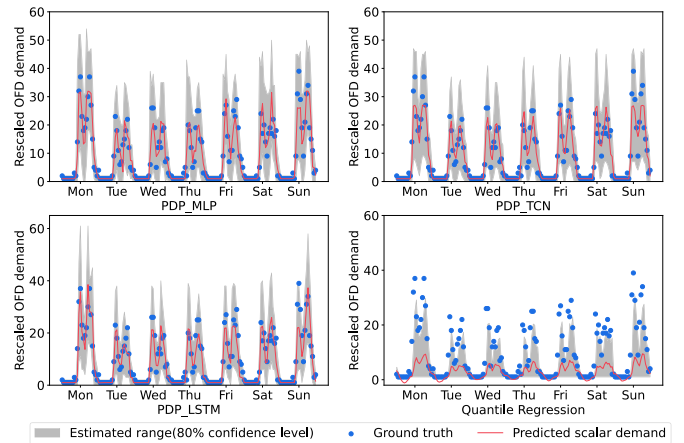 60
50
40
30
20
10
0
Rescaled OFD demand
Mon Tue Wed Thu Fri Sat Sun
PDP_MLP
60
50
40
30
20
10
0
Rescaled OFD demand
Mon Tue Wed Thu Fri Sat Sun
PDP_TCN
60
40
20
0
Rescaled OFD demand
Mon Tue Wed Thu Fri Sat Sun
PDP_LSTM
60
40
20
0
Rescaled OFD demand
Mon Tue Wed Thu Fri Sat Sun
Quantile Regression
Estimated range(80% confidence level) Ground truth Predicted scalar demand